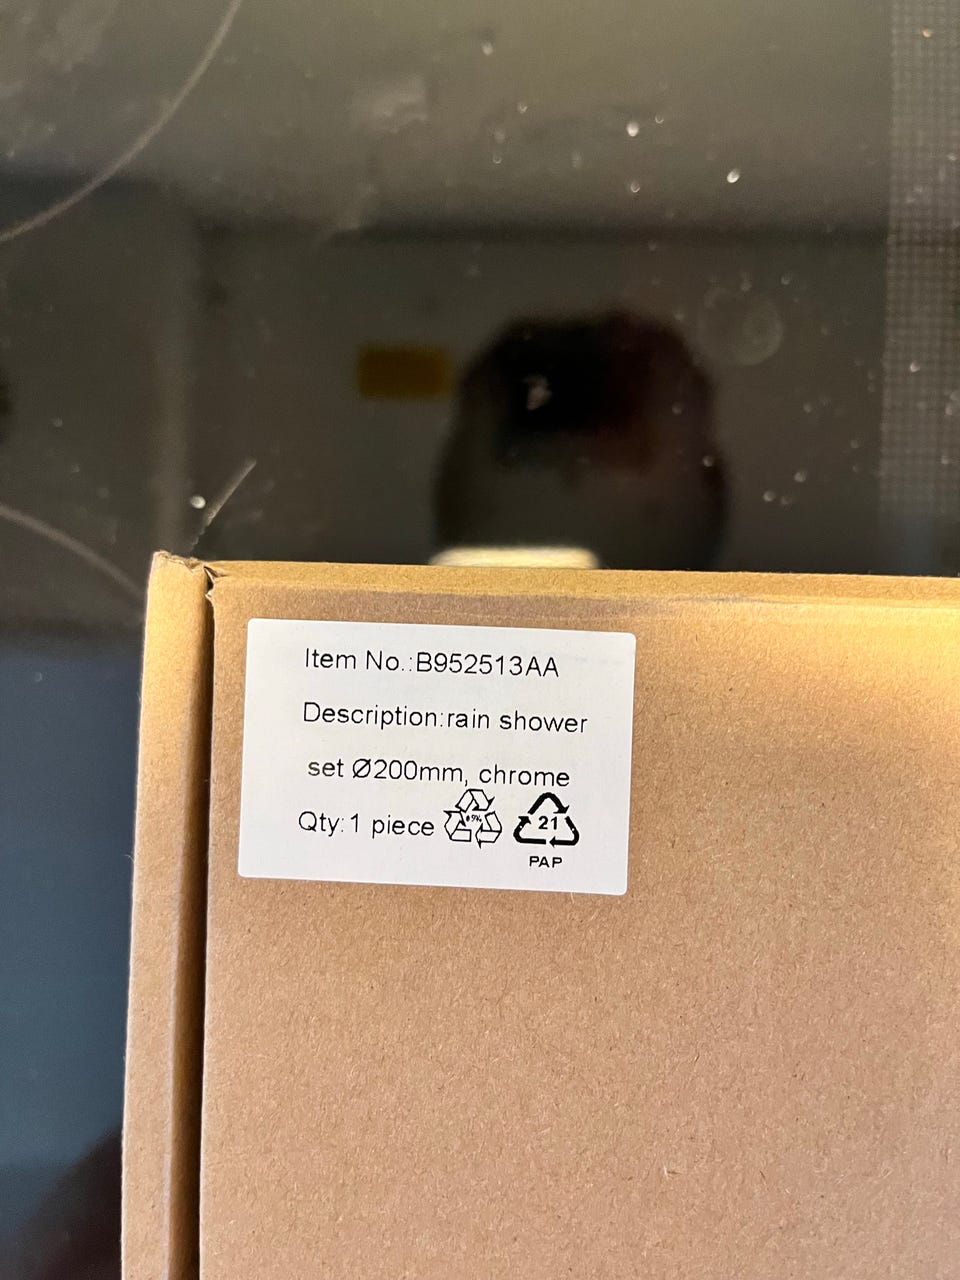 Item No.:B952513AA
Description:rain shower
set Ø200mm, chrome
Qty:1 piece
21
PAP